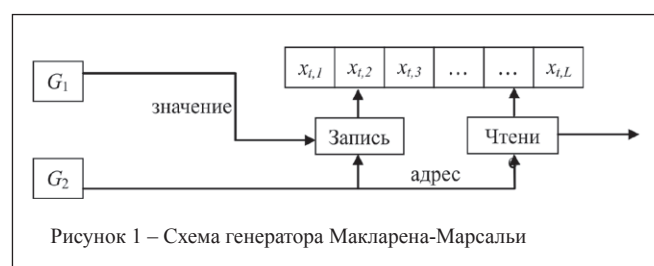 G₁
x_{t,1} x_{t,2} x_{t,3} … … x_{t,L}
значение
Запись
Чтени
е
G₂
адрес
Рисунок 1 – Схема генератора Макларена-Марсальи